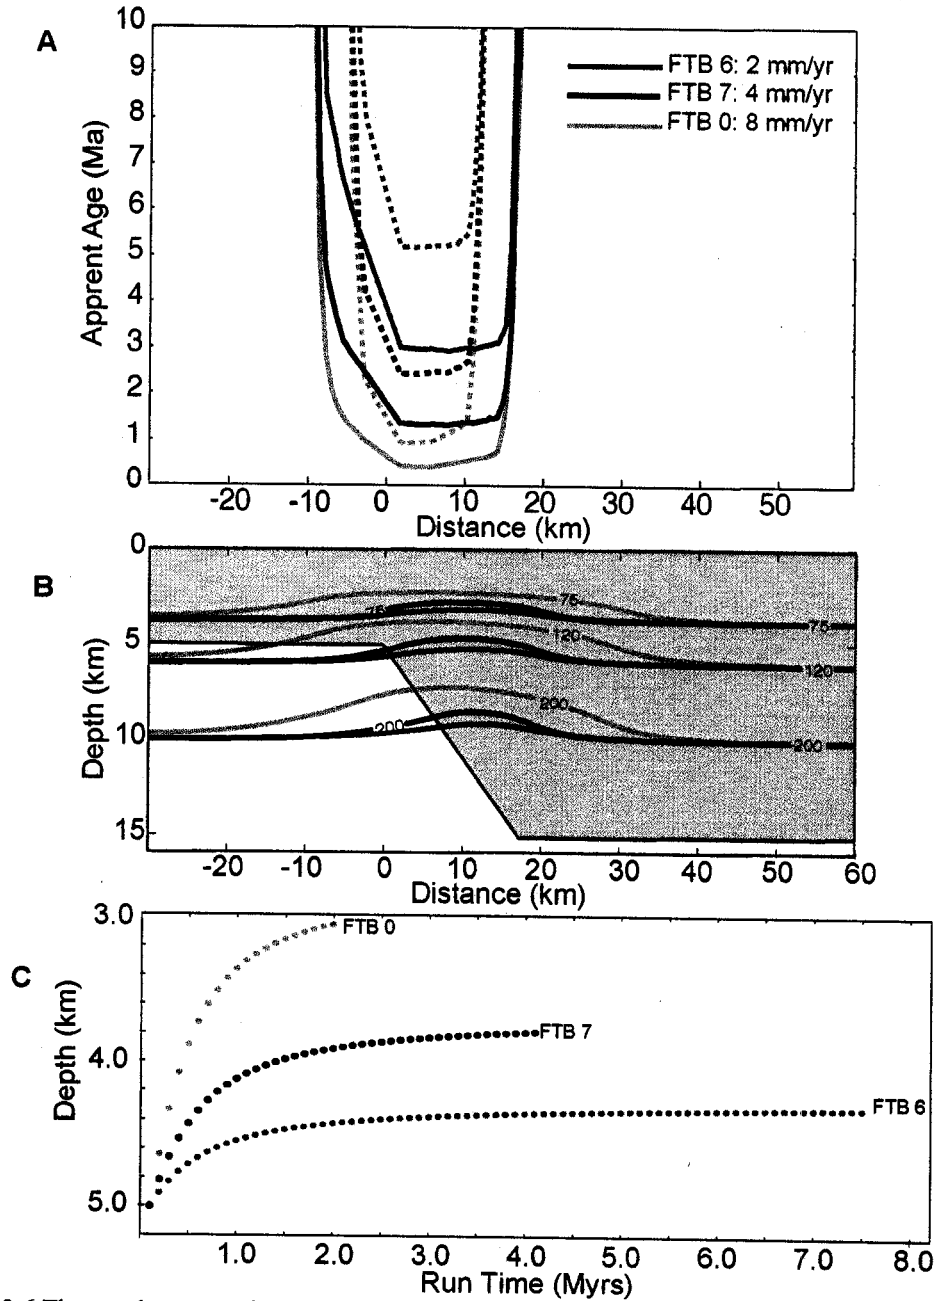 A
10
9
8
7
6
5
4
3
2
1
0
Apprent Age (Ma)
FTB 6: 2 mm/yr
FTB 7: 4 mm/yr
FTB 0: 8 mm/yr
-20 -10 0 10 20 30 40 50
Distance (km)
B
0
5
10
15
Depth (km)
75 75 75
120 120
200 200 200
-20 -10 0 10 20 30 40 50 60
Distance (km)
C
3.0
4.0
5.0
Depth (km)
FTB 0
FTB 7
FTB 6
1.0 2.0 3.0 4.0 5.0 6.0 7.0 8.0
Run Time (Myrs)